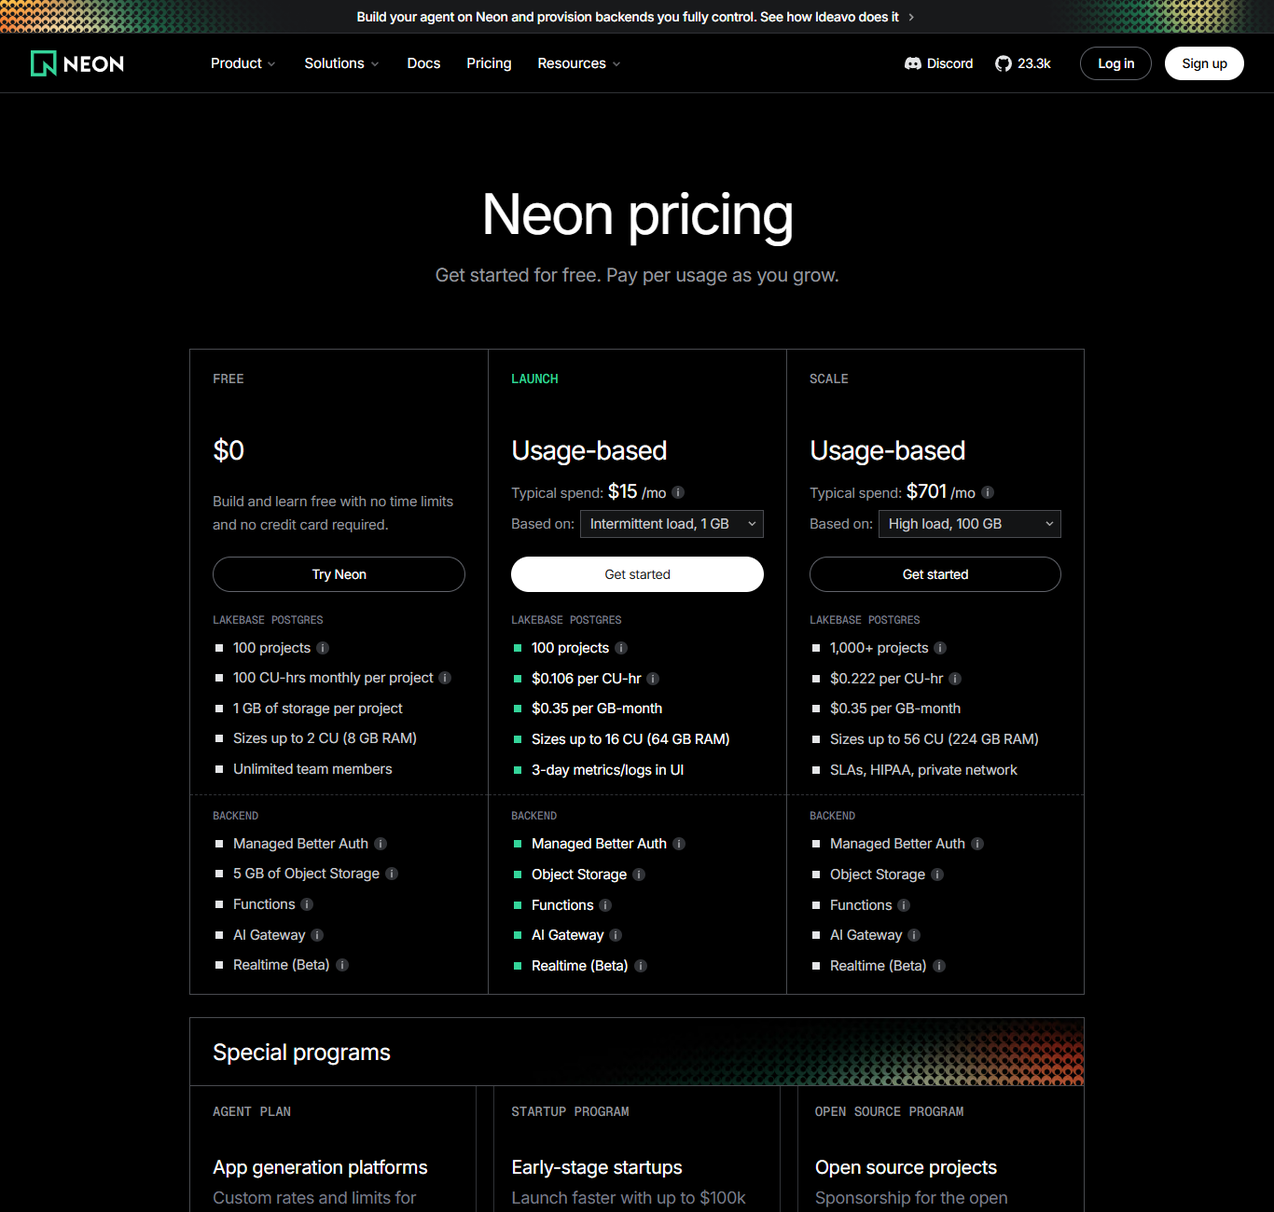 Build your agent on Neon and provision backends you fully control. See how Ideavo does it
NEON
Product
Solutions
Docs
Pricing
Resources
Discord
23.3k
Log in
Sign up
Neon pricing
Get started for free. Pay per usage as you grow.
FREE
$0
Build and learn free with no time limits
and no credit card required.
Try Neon
LAKEBASE POSTGRES
100 projects
100 CU-hrs monthly per project
1 GB of storage per project
Sizes up to 2 CU (8 GB RAM)
Unlimited team members
BACKEND
Managed Better Auth
5 GB of Object Storage
Functions
AI Gateway
Realtime (Beta)
LAUNCH
Usage-based
Typical spend: $15 /mo
Based on: Intermittent load, 1 GB
Get started
LAKEBASE POSTGRES
100 projects
$0.106 per CU-hr
$0.35 per GB-month
Sizes up to 16 CU (64 GB RAM)
3-day metrics/logs in UI
BACKEND
Managed Better Auth
Object Storage
Functions
AI Gateway
Realtime (Beta)
SCALE
Usage-based
Typical spend: $701 /mo
Based on: High load, 100 GB
Get started
LAKEBASE POSTGRES
1,000+ projects
$0.222 per CU-hr
$0.35 per GB-month
Sizes up to 56 CU (224 GB RAM)
SLAs, HIPAA, private network
BACKEND
Managed Better Auth
Object Storage
Functions
AI Gateway
Realtime (Beta)
Special programs
AGENT PLAN
App generation platforms
Custom rates and limits for
STARTUP PROGRAM
Early-stage startups
Launch faster with up to $100k
OPEN SOURCE PROGRAM
Open source projects
Sponsorship for the open